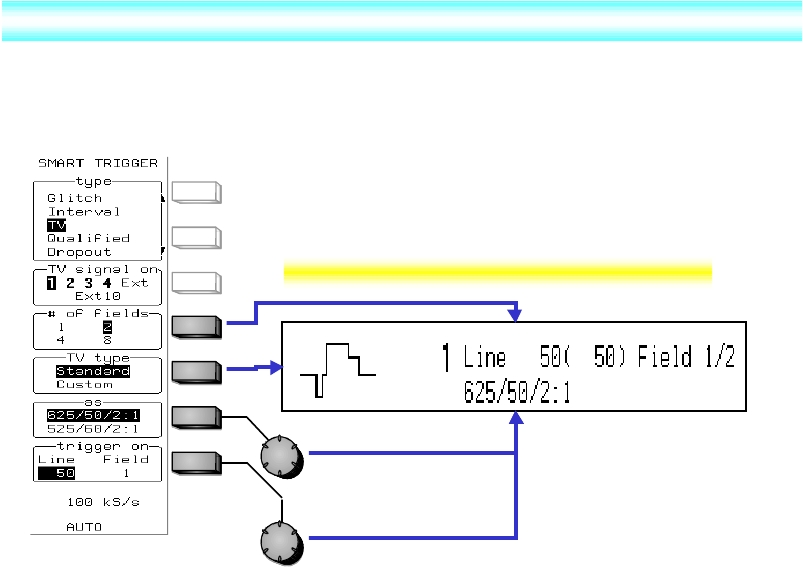 SMART TRIGGER
type
Glitch
Interval
TV
Qualified
Dropout
TV signal on
1 2 3 4 Ext
Ext10
# of fields
1 2
4 8
TV type
Standard
Custom
as
625/50/2:1
525/60/2:1
trigger on
Line Field
50 1
100 kS/s
AUTO
1 Line 50( 50) Field 1/2
625/50/2:1